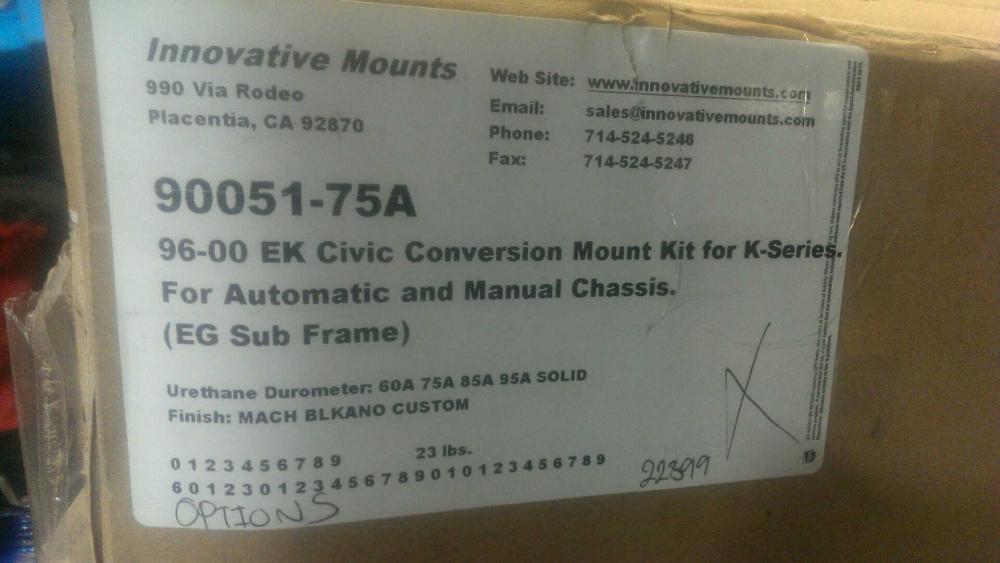 Innovative Mounts
990 Via Rodeo
Placentia, CA 92870
Web Site: www.innovativemounts.com
Email: sales@innovativemounts.com
Phone: 714-524-5246
Fax: 714-524-5247
90051-75A
96-00 EK Civic Conversion Mount Kit for K-Series.
For Automatic and Manual Chassis.
(EG Sub Frame)
Urethane Durometer: 60A 75A 85A 95A SOLID
Finish: MACH BLKANO CUSTOM
23 lbs.
0 1 2 3 4 5 6 7 8 9
6 0 1 2 3 0 1 2 3 4 5 6 7 8 9 0 1 0 1 2 3 4 5 6 7 8 9
OPTIONS
22899